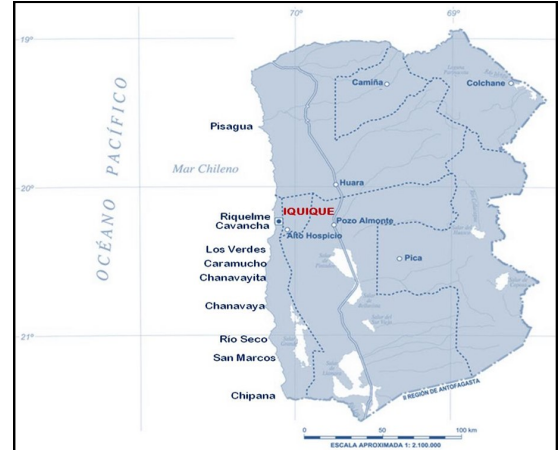 70°
69°
19°
Camiña
Colchane
OCÉANO PACÍFICO
Pisagua
Mar Chileno
Huara
20°
IQUIQUE
Riquelme
Cavancha
Pozo Almonte
Alto Hospicio
Los Verdes
Caramucho
Pica
Chanavayita
Chanavaya
21°
Río Seco
San Marcos
Chipana
II REGIÓN DE ANTOFAGASTA
0 50 100 km
ESCALA APROXIMADA 1: 2.100.000